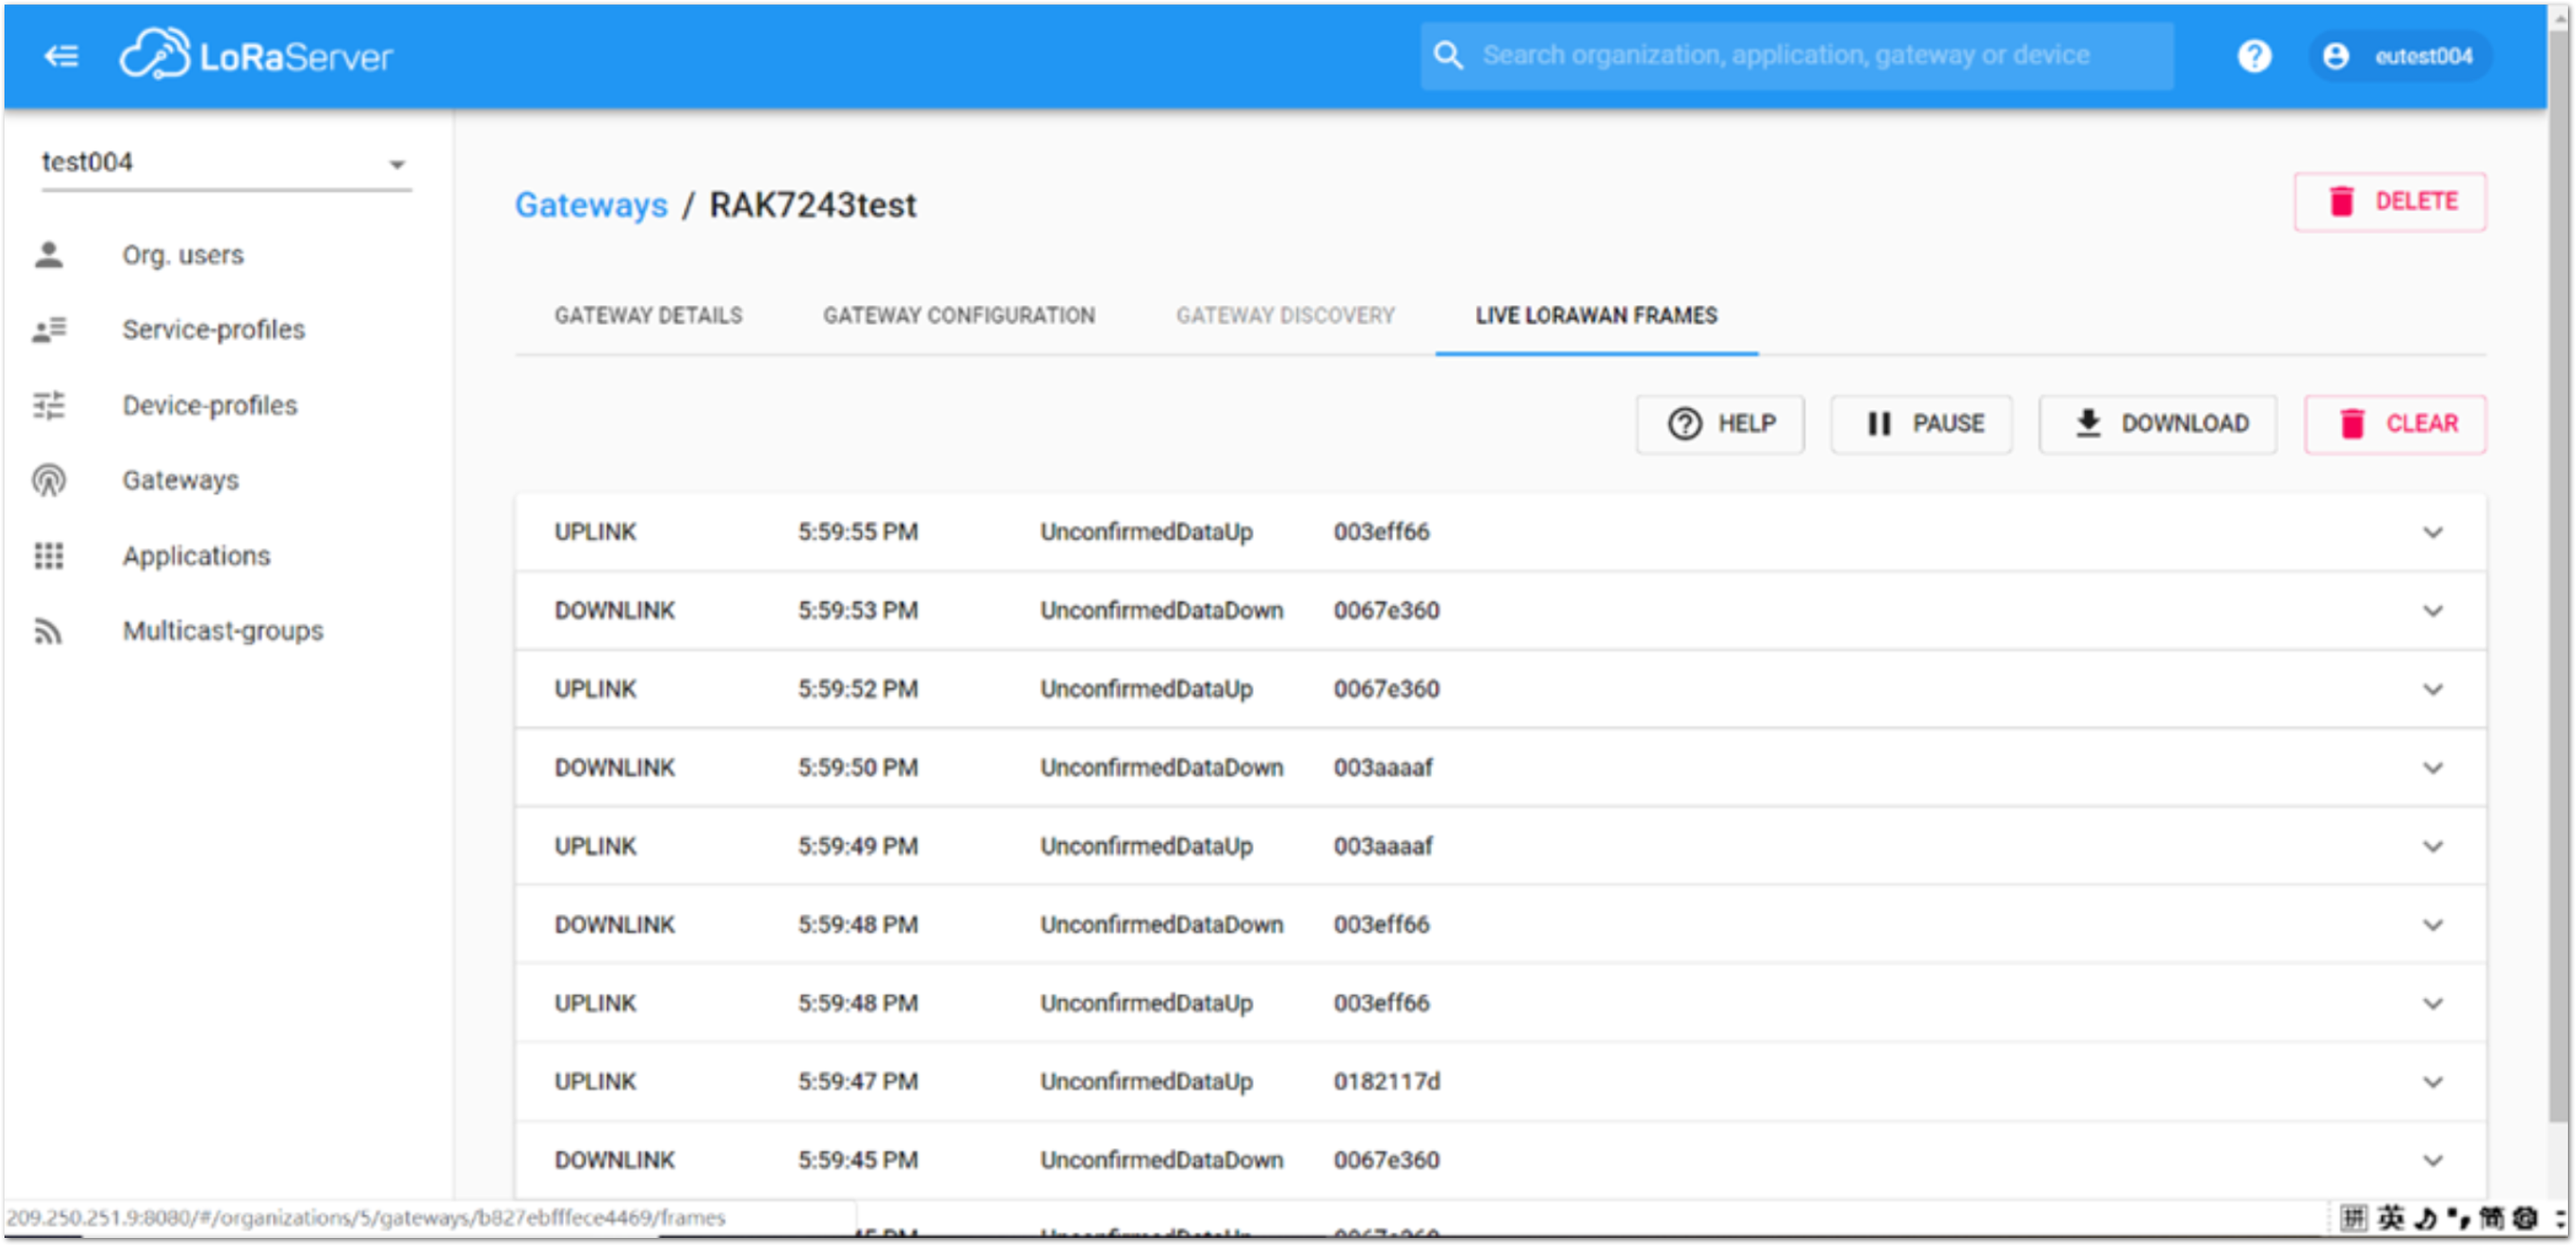 LoRaServer
Search organization, application, gateway or device
eutest004
test004
Org. users
Service-profiles
Device-profiles
Gateways
Applications
Multicast-groups
Gateways / RAK7243test
DELETE
GATEWAY DETAILS GATEWAY CONFIGURATION GATEWAY DISCOVERY LIVE LORAWAN FRAMES
HELP PAUSE DOWNLOAD CLEAR
UPLINK 5:59:55 PM UnconfirmedDataUp 003eff66
DOWNLINK 5:59:53 PM UnconfirmedDataDown 0067e360
UPLINK 5:59:52 PM UnconfirmedDataUp 0067e360
DOWNLINK 5:59:50 PM UnconfirmedDataDown 003aaaaf
UPLINK 5:59:49 PM UnconfirmedDataUp 003aaaaf
DOWNLINK 5:59:48 PM UnconfirmedDataDown 003eff66
UPLINK 5:59:48 PM UnconfirmedDataUp 003eff66
UPLINK 5:59:47 PM UnconfirmedDataUp 0182117d
DOWNLINK 5:59:45 PM UnconfirmedDataDown 0067e360
209.250.251.9:8080/#/organizations/5/gateways/b827ebfffece4469/frames
拼 英 简